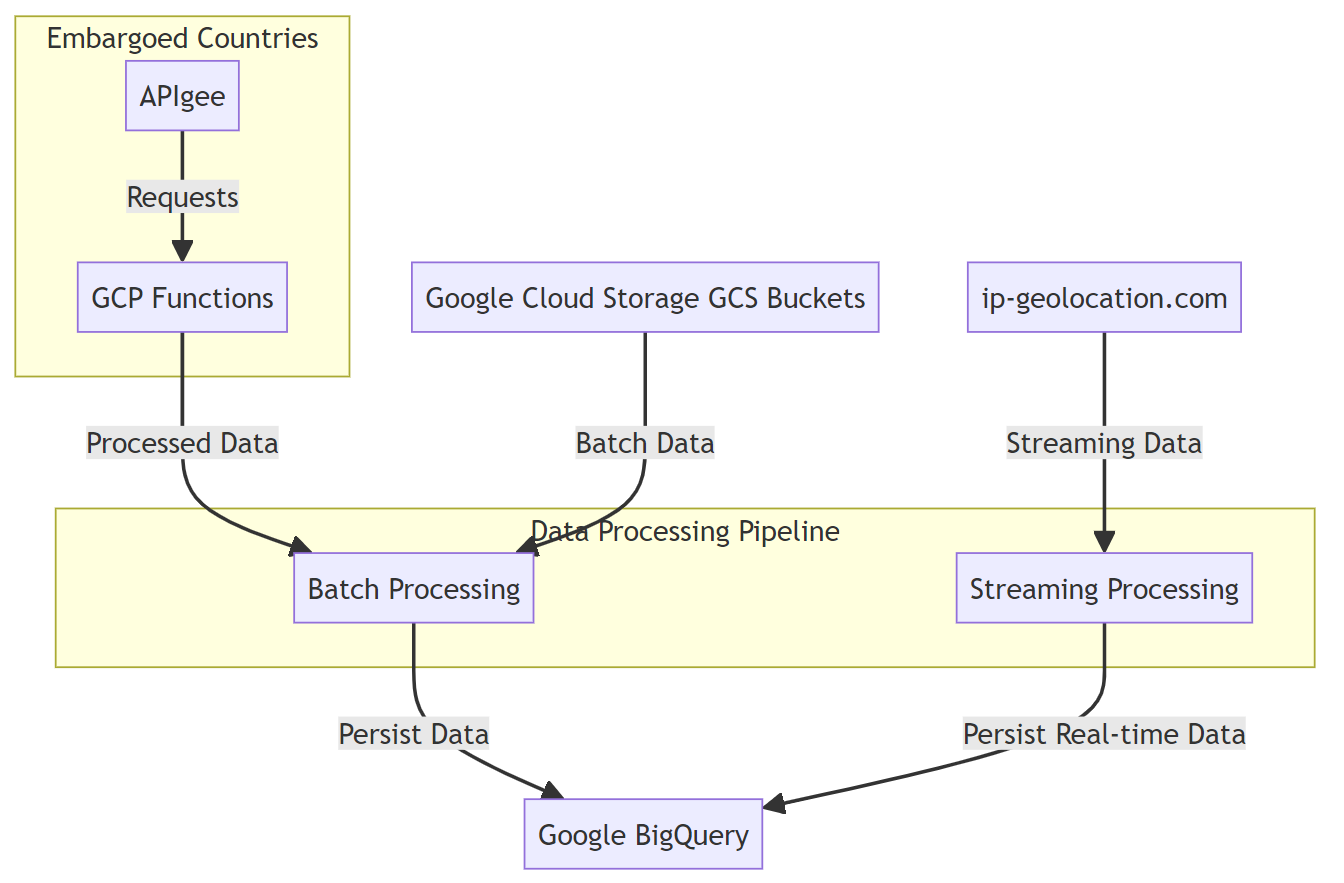 Embargoed Countries
APIgee
Requests
GCP Functions
Google Cloud Storage GCS Buckets
ip-geolocation.com
Processed Data
Batch Data
Streaming Data
Data Processing Pipeline
Batch Processing
Streaming Processing
Persist Data
Persist Real-time Data
Google BigQuery